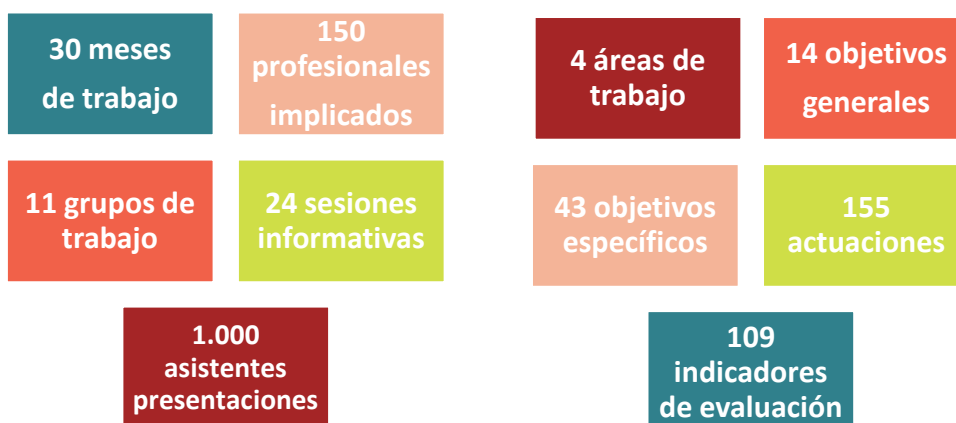 30 meses
de trabajo
150
profesionales
implicados
11 grupos de
trabajo
24 sesiones
informativas
1.000
asistentes
presentaciones
4 áreas de
trabajo
14 objetivos
generales
43 objetivos
específicos
155
actuaciones
109
indicadores
de evaluación